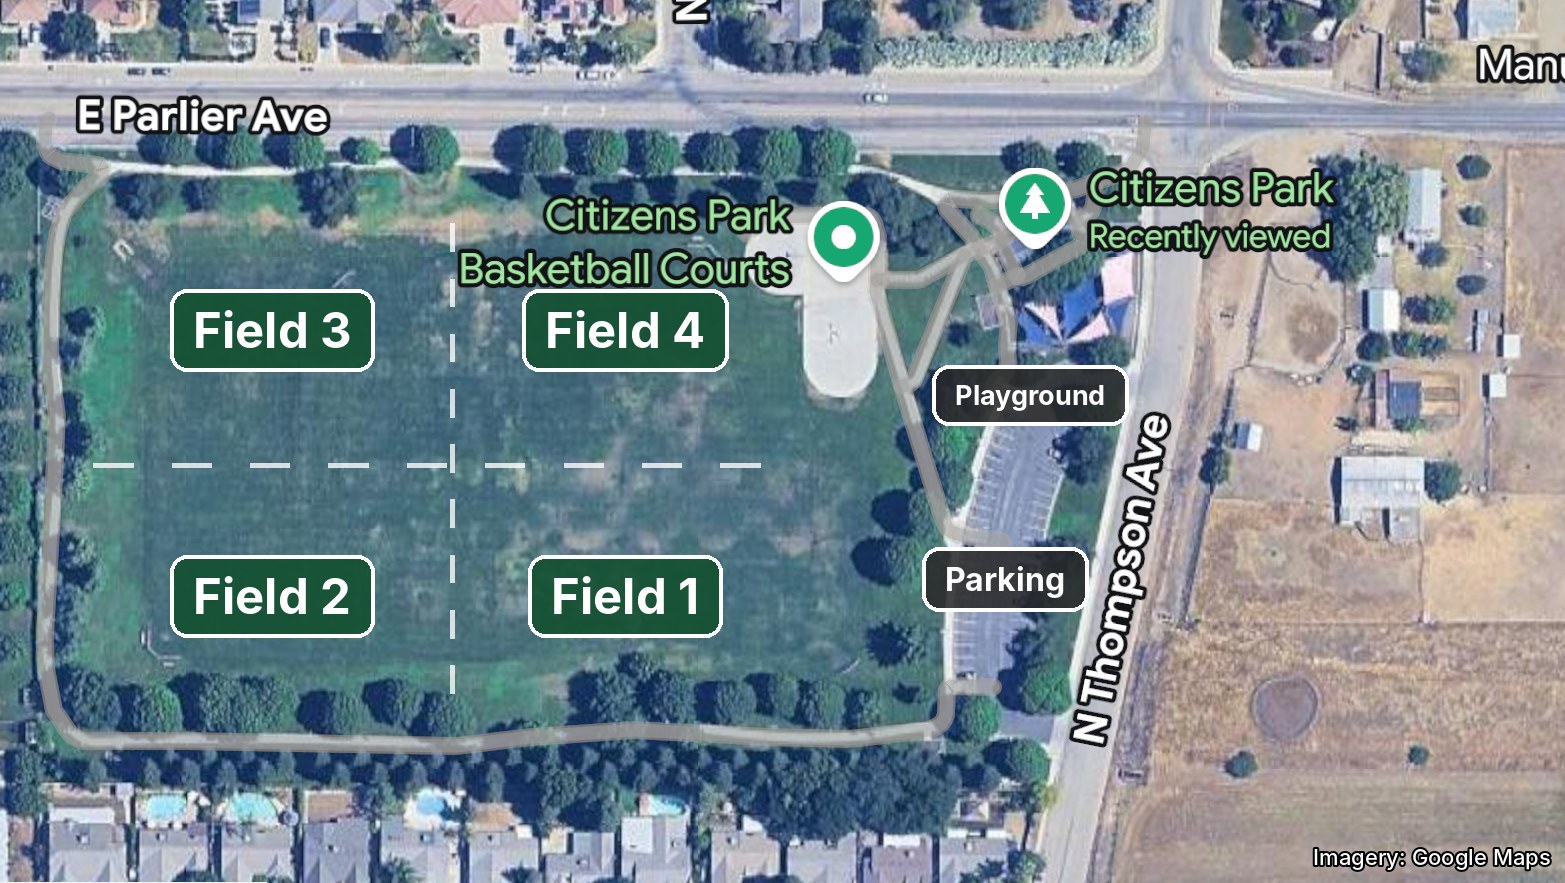 N
Manu
E Parlier Ave
Citizens Park
Recently viewed
Citizens Park
Basketball Courts
Field 3
Field 4
Playground
N Thompson Ave
Field 2
Field 1
Parking
Imagery: Google Maps